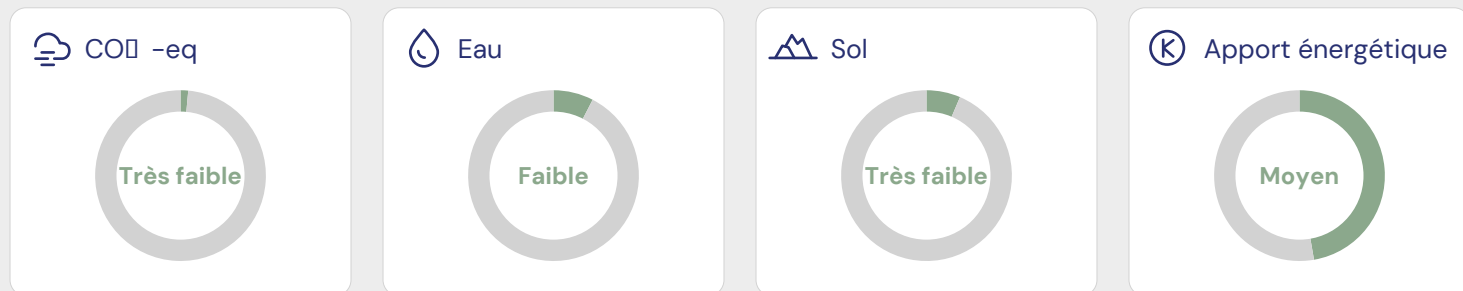 CO▯ -eq
Eau
Sol
Apport énergétique
Très faible
Faible
Très faible
Moyen